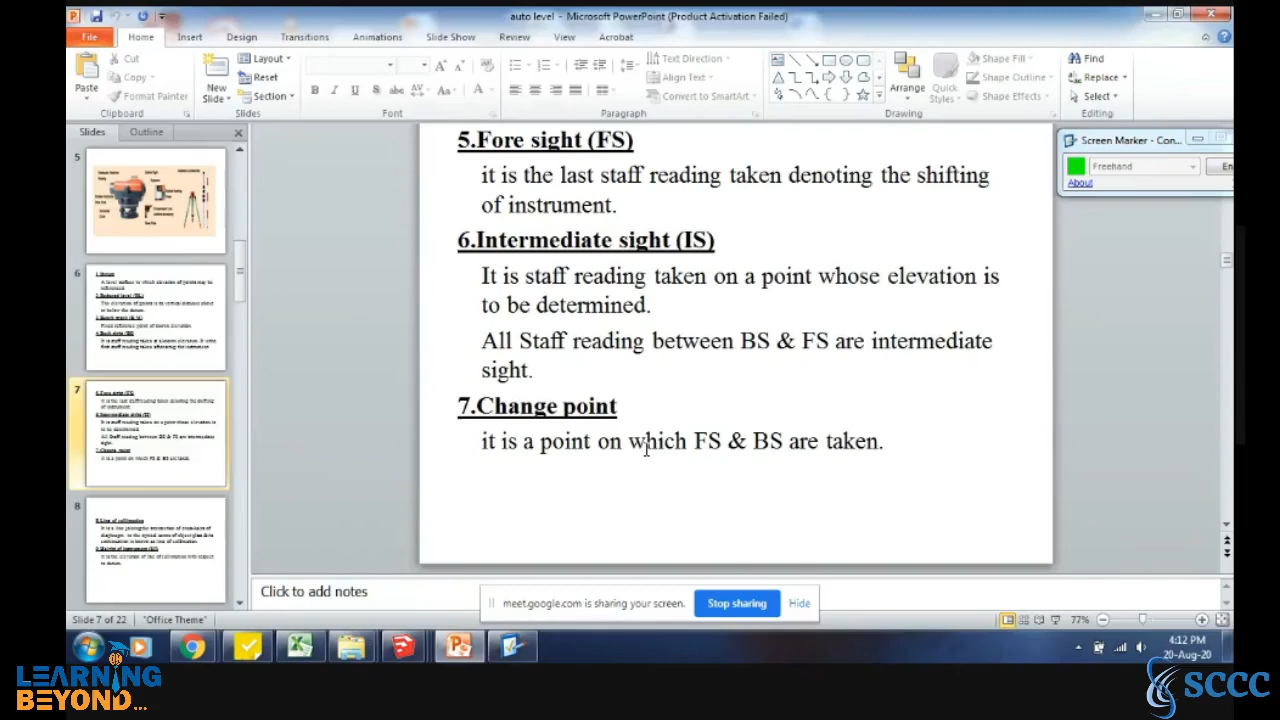 auto level – Microsoft PowerPoint (Product Activation Failed)
File Home Insert Design Transitions Animations Slide Show Review View Acrobat
Paste
Cut
Copy
Format Painter
Clipboard
New Slide
Layout
Reset
Section
Slides
Font
Text Direction
Align Text
Convert to SmartArt
Paragraph
Arrange
Quick Styles
Shape Fill
Shape Outline
Shape Effects
Drawing
Find
Replace
Select
Editing
Slides Outline
5
6
7
8
5.Fore sight (FS)
it is the last staff reading taken denoting the shifting
of instrument.
6.Intermediate sight (IS)
It is staff reading taken on a point whose elevation is
to be determined.
All Staff reading between BS & FS are intermediate
sight.
7.Change point
it is a point on which FS & BS are taken.
Screen Marker - Con...
Freehand
En
About
Click to add notes
meet.google.com is sharing your screen. Stop sharing Hide
Slide 7 of 22 "Office Theme" 77%
4:12 PM
20-Aug-20
LEARNING
BEYOND...
SCCC